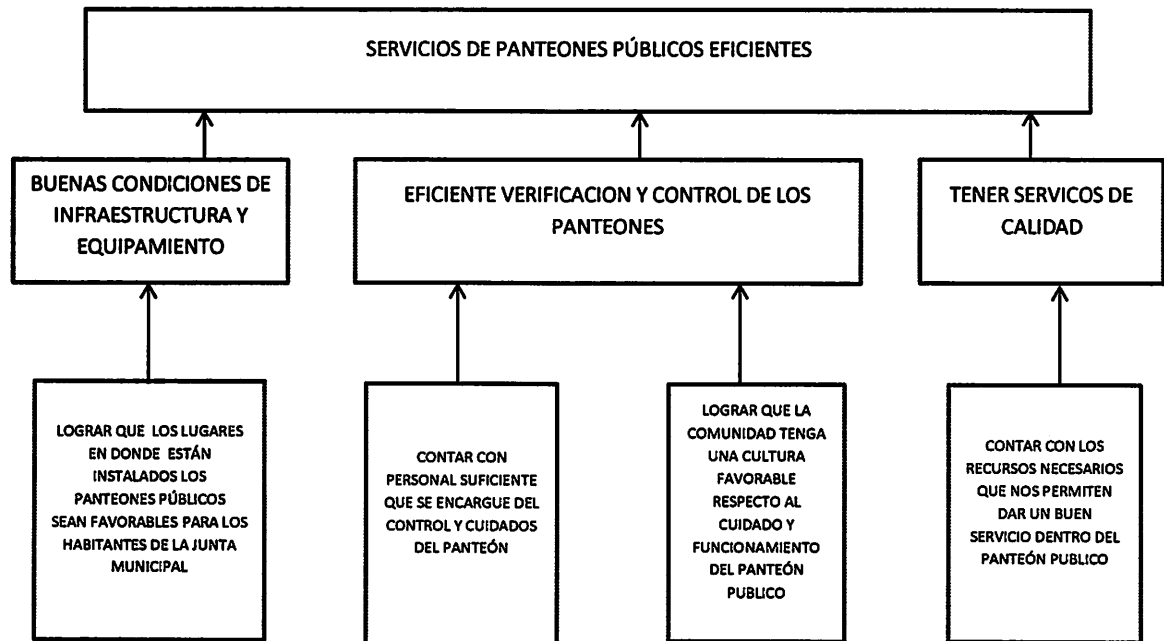 SERVICIOS DE PANTEONES PÚBLICOS EFICIENTES
BUENAS CONDICIONES DE
INFRAESTRUCTURA Y
EQUIPAMIENTO
EFICIENTE VERIFICACION Y CONTROL DE LOS
PANTEONES
TENER SERVICOS DE
CALIDAD
LOGRAR QUE LOS LUGARES
EN DONDE ESTÁN
INSTALADOS LOS
PANTEONES PÚBLICOS
SEAN FAVORABLES PARA LOS
HABITANTES DE LA JUNTA
MUNICIPAL
CONTAR CON
PERSONAL SUFICIENTE
QUE SE ENCARGUE DEL
CONTROL Y CUIDADOS
DEL PANTEÓN
LOGRAR QUE LA
COMUNIDAD TENGA
UNA CULTURA
FAVORABLE
RESPECTO AL
CUIDADO Y
FUNCIONAMIENTO
DEL PANTEÓN
PUBLICO
CONTAR CON LOS
RECURSOS NECESARIOS
QUE NOS PERMITEN
DAR UN BUEN
SERVICIO DENTRO DEL
PANTEÓN PUBLICO